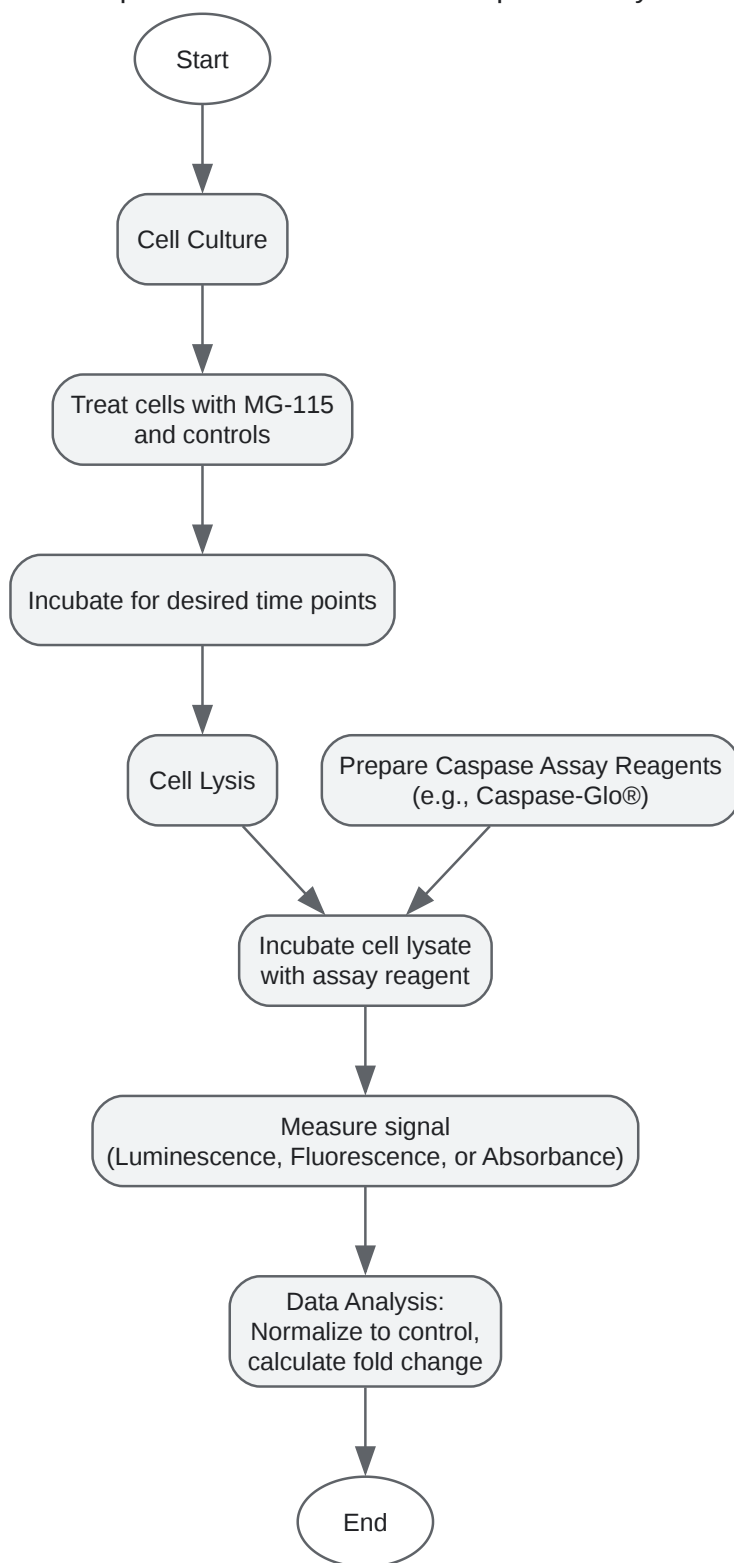 Start
Cell Culture
Treat cells with MG-115
and controls
Incubate for desired time points
Cell Lysis
Prepare Caspase Assay Reagents
(e.g., Caspase-Glo®)
Incubate cell lysate
with assay reagent
Measure signal
(Luminescence, Fluorescence, or Absorbance)
Data Analysis:
Normalize to control,
calculate fold change
End